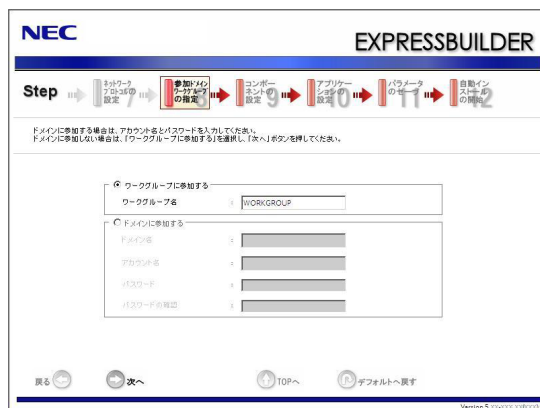 NEC
EXPRESSBUILDER
Step
ネットワーク
プロトコルの
設定 7
参加ドメイン
ワークグループ
の指定 8
コンポー
ネントの
設定 9
アプリケー
ションの
設定 10
パラメータ
のセーブ 11
自動イン
ストール
の開始 12
ドメインに参加する場合は、アカウント名とパスワードを入力してください。
ドメインに参加しない場合は、「ワークグループに参加する」を選択し、「次へ」ボタンを押してください。
ワークグループに参加する
ワークグループ名 : WORKGROUP
ドメインに参加する
ドメイン名 :
アカウント名 :
パスワード :
パスワードの確認 :
戻る 次へ TOPへ デフォルトへ戻す
Version 5